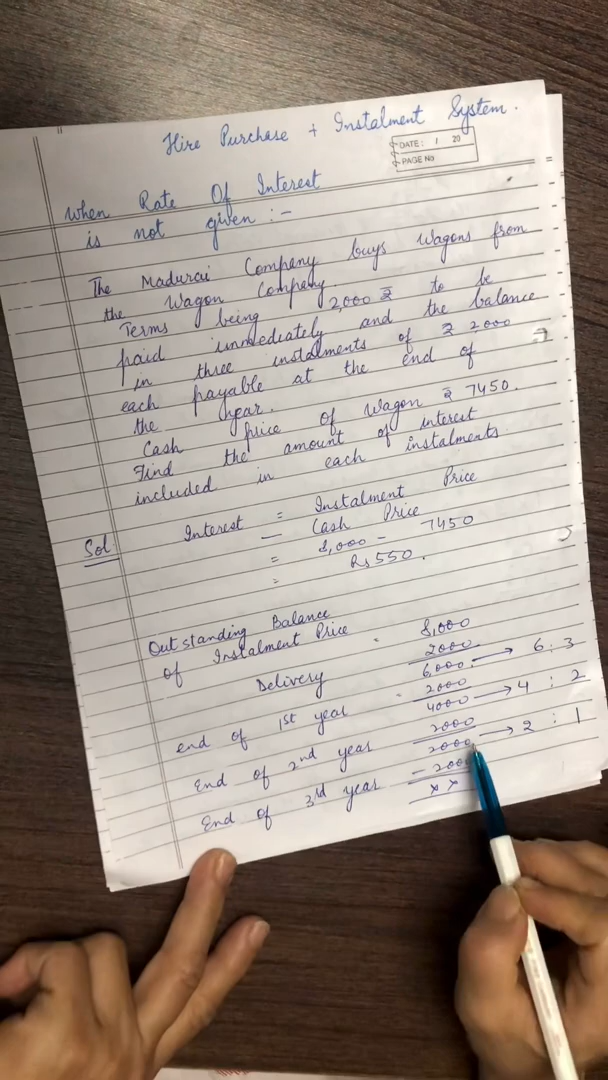 Hire Purchase + Instalment System.
DATE: / 20
PAGE NO
When Rate Of Interest
is not given :-
The Madurai Company buys Wagons from
the Wagon Company.
Terms being 2,000 ₹ to be
paid immediately and the balance
in three instalments of ₹ 2000
each payable at the end of
the year.
Cash price of Wagon ₹ 7450.
Find the amount of interest
included in each instalments.
Sol Interest = Instalment Price
- Cash Price
= 8,000 - 7450
= Rs 550.
Outstanding Balance
of Instalment Price = 8,000
Delivery 2000
6,000 → 6 : 3
end of 1st year = 2000
4000 → 4 : 2
End of 2nd year 2000
2000 → 2 : 1
End of 3rd year - 2000
x x